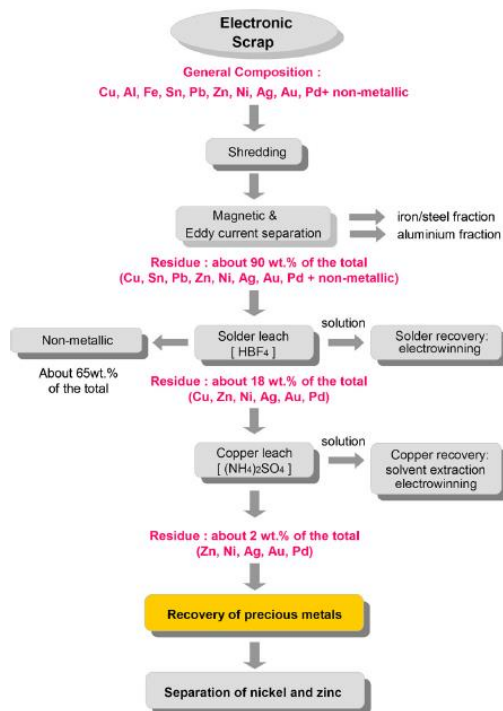 Electronic
Scrap
General Composition :
Cu, Al, Fe, Sn, Pb, Zn, Ni, Ag, Au, Pd+ non-metallic
Shredding
Magnetic &
Eddy current separation
iron/steel fraction
aluminium fraction
Residue : about 90 wt.% of the total
(Cu, Sn, Pb, Zn, Ni, Ag, Au, Pd + non-metallic)
Non-metallic
About 65wt.%
of the total
Solder leach
[ HBF₄ ]
solution
Solder recovery:
electrowinning
Residue : about 18 wt.% of the total
(Cu, Zn, Ni, Ag, Au, Pd)
Copper leach
[ (NH₄)₂SO₄ ]
solution
Copper recovery:
solvent extraction
electrowinning
Residue : about 2 wt.% of the total
(Zn, Ni, Ag, Au, Pd)
Recovery of precious metals
Separation of nickel and zinc